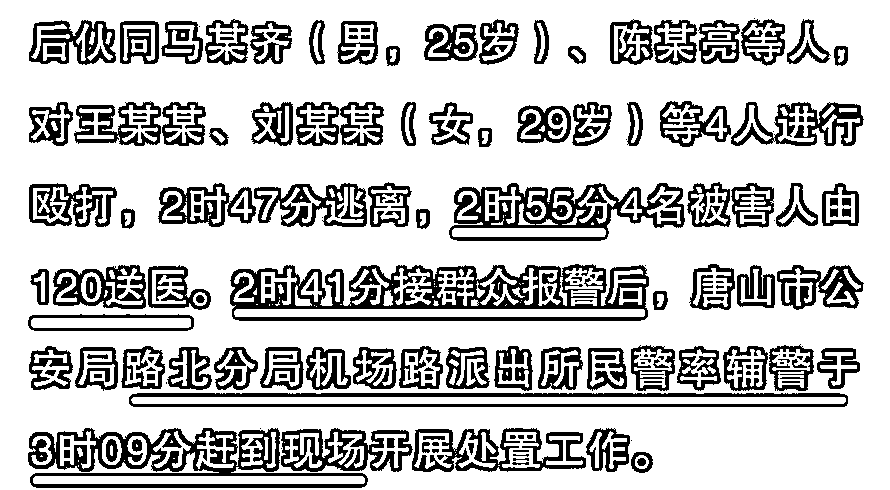 后伙同马某齐（男，25岁）、陈某亮等人，
对王某某、刘某某（女，29岁）等4人进行
殴打，2时47分逃离，2时55分4名被害人由
120送医。2时41分接群众报警后，唐山市公
安局路北分局机场路派出所民警率辅警于
3时09分赶到现场开展处置工作。